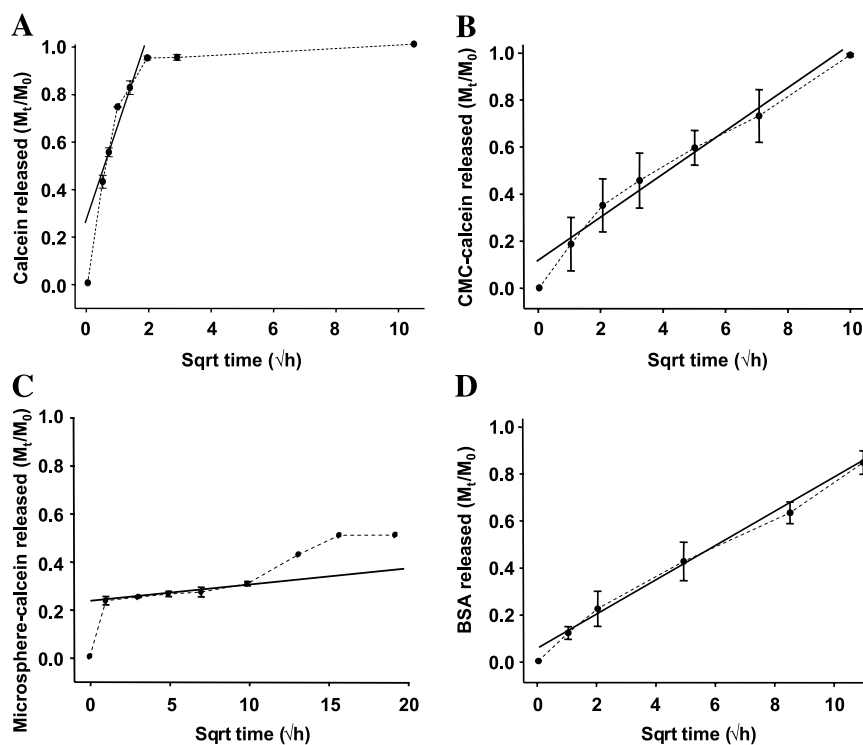 A
Calcein released (Mt/M0)
1.0
0.8
0.6
0.4
0.2
0.0
0 2 4 6 8 10
Sqrt time (√h)
B
CMC-calcein released (Mt/M0)
1.0
0.8
0.6
0.4
0.2
0.0
0 2 4 6 8 10
Sqrt time (√h)
C
Microsphere-calcein released (Mt/M0)
1.0
0.8
0.6
0.4
0.2
0.0
0 5 10 15 20
Sqrt time (√h)
D
BSA released (Mt/M0)
1.0
0.8
0.6
0.4
0.2
0.0
0 2 4 6 8 10
Sqrt time (√h)